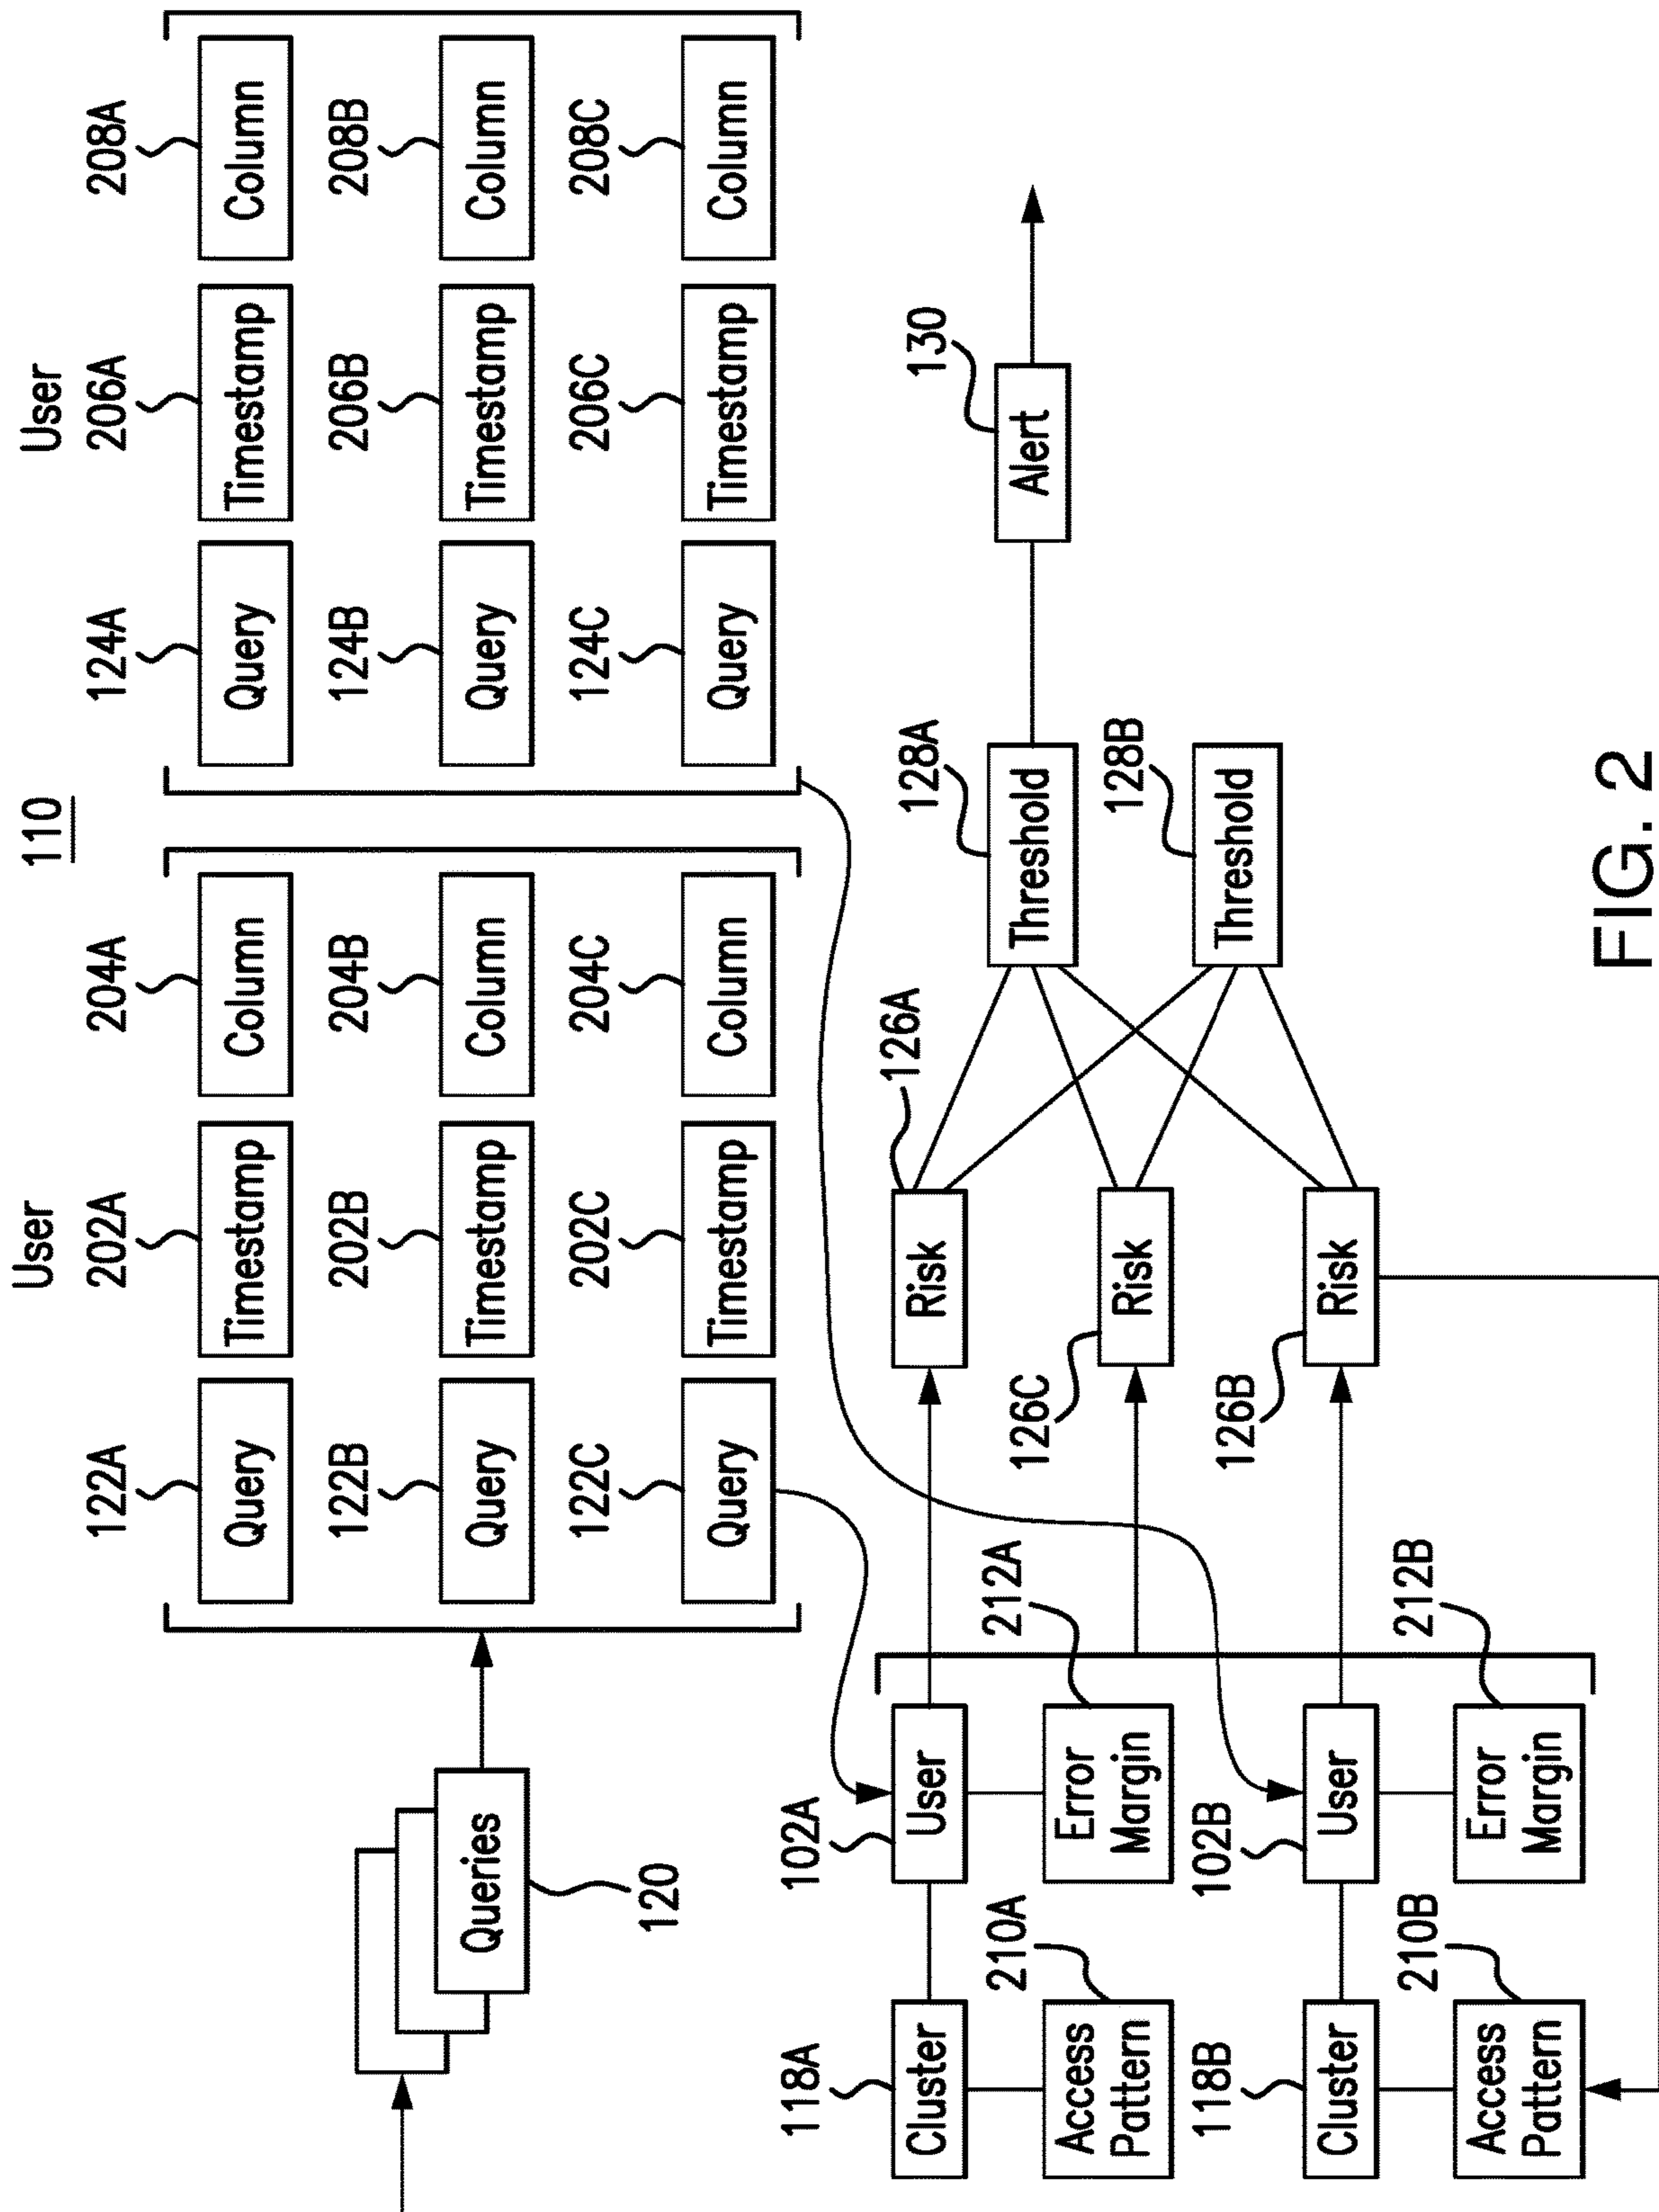 110
User
User
122A
202A
204A
124A
206A
208A
Query
Timestamp
Column
Query
Timestamp
Column
122B
202B
204B
124B
206B
208B
Query
Timestamp
Column
Query
Timestamp
Column
122C
202C
204C
124C
206C
208C
Query
Timestamp
Column
Query
Timestamp
Column
Queries
120
118A
102A
126A
128A
130
Cluster
User
Risk
Threshold
Alert
210A
212A
126C
128B
Access
Pattern
Error
Margin
Risk
Threshold
118B
102B
126B
Cluster
User
Risk
210B
212B
Access
Pattern
Error
Margin
FIG. 2